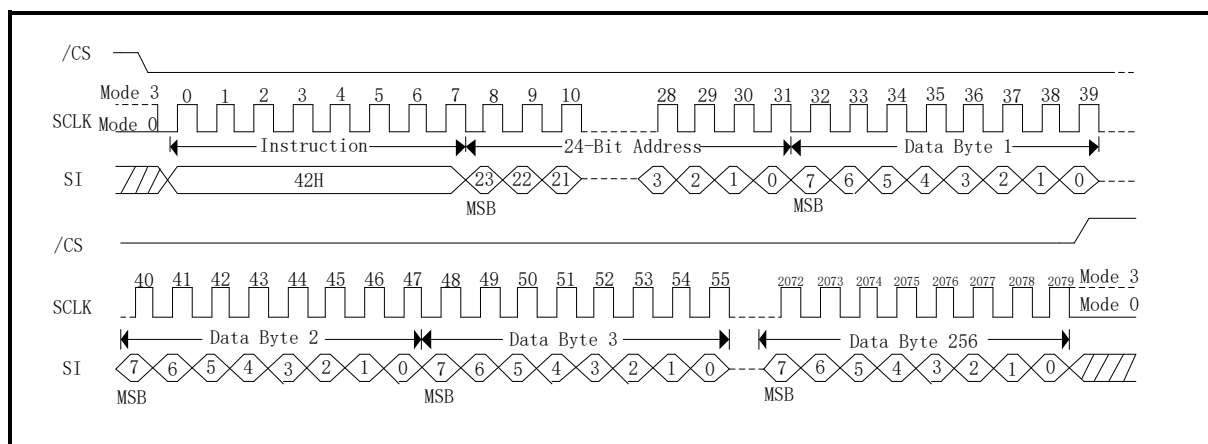 /CS
Mode 3 0 1 2 3 4 5 6 7 8 9 10 28 29 30 31 32 33 34 35 36 37 38 39
SCLK Mode 0
Instruction 24-Bit Address Data Byte 1
SI 42H 23 22 21 3 2 1 0 7 6 5 4 3 2 1 0
MSB MSB
/CS
40 41 42 43 44 45 46 47 48 49 50 51 52 53 54 55 2072 2073 2074 2075 2076 2077 2078 2079 Mode 3
SCLK Mode 0
Data Byte 2 Data Byte 3 Data Byte 256
SI 7 6 5 4 3 2 1 0 7 6 5 4 3 2 1 0 7 6 5 4 3 2 1 0
MSB MSB MSB